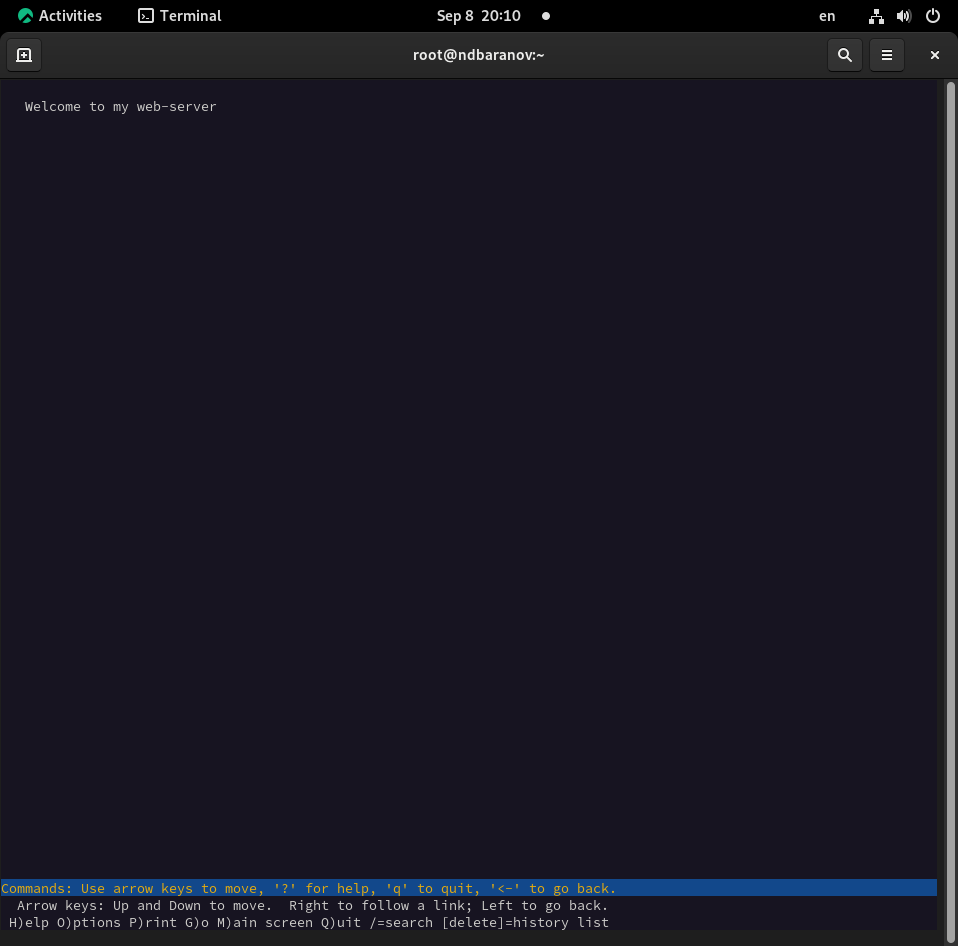 Activities Terminal Sep 8 20:10 en
root@ndbaranov:~
Welcome to my web-server
Commands: Use arrow keys to move, '?' for help, 'q' to quit, '<-' to go back.
Arrow keys: Up and Down to move. Right to follow a link; Left to go back.
H)elp O)ptions P)rint G)o M)ain screen Q)uit /=search [delete]=history list